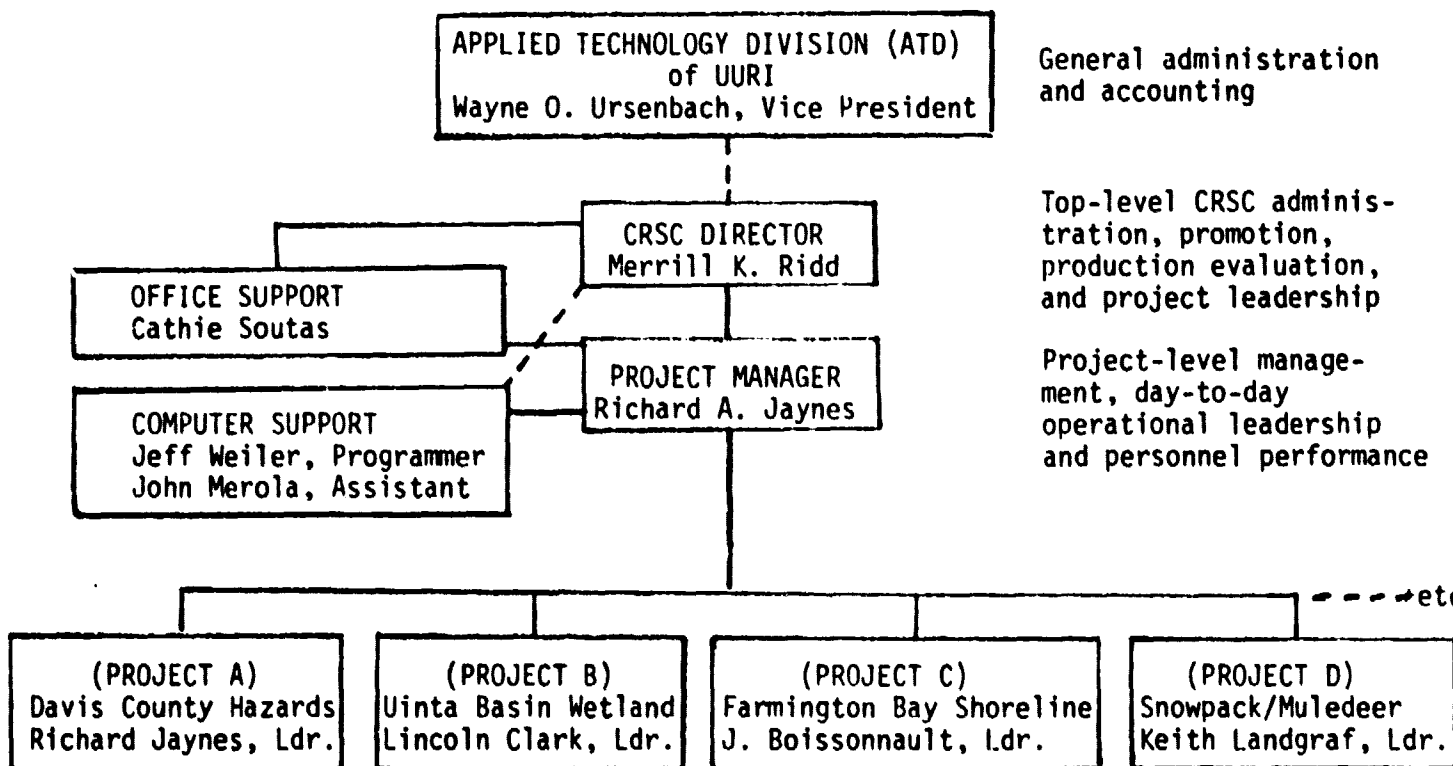 APPLIED TECHNOLOGY DIVISION (ATD)
of UURI
Wayne O. Ursenbach, Vice President
General administration
and accounting
CRSC DIRECTOR
Merrill K. Ridd
Top-level CRSC adminis-
tration, promotion,
production evaluation,
and project leadership
OFFICE SUPPORT
Cathie Soutas
PROJECT MANAGER
Richard A. Jaynes
Project-level manage-
ment, day-to-day
operational leadership
and personnel performance
COMPUTER SUPPORT
Jeff Weiler, Programmer
John Merola, Assistant
etc
(PROJECT A)
Davis County Hazards
Richard Jaynes, Ldr.
(PROJECT B)
Uinta Basin Wetland
Lincoln Clark, Ldr.
(PROJECT C)
Farmington Bay Shoreline
J. Boissonnault, Ldr.
(PROJECT D)
Snowpack/Muledeer
Keith Landgraf, Ldr.